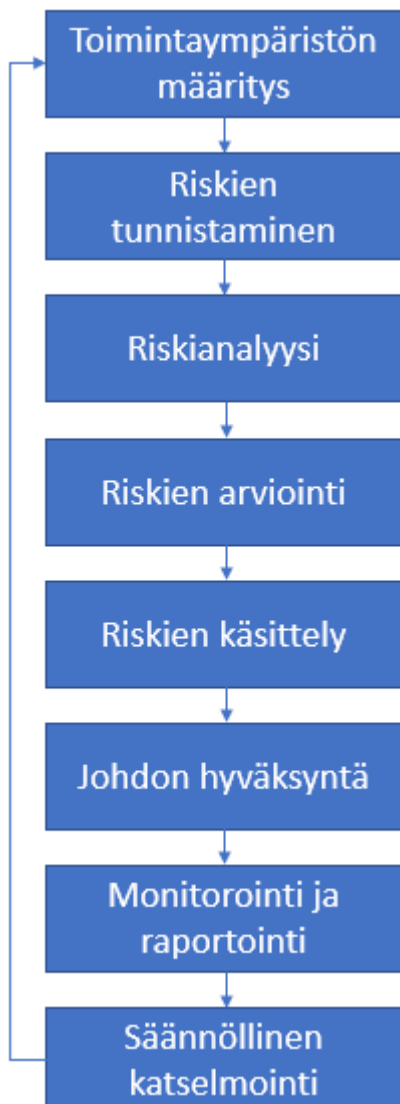 Toimintaympäristön
määritys
Riskien
tunnistaminen
Riskianalyysi
Riskien arviointi
Riskien käsittely
Johdon hyväksyntä
Monitorointi ja
raportointi
Säännöllinen
katselmointi